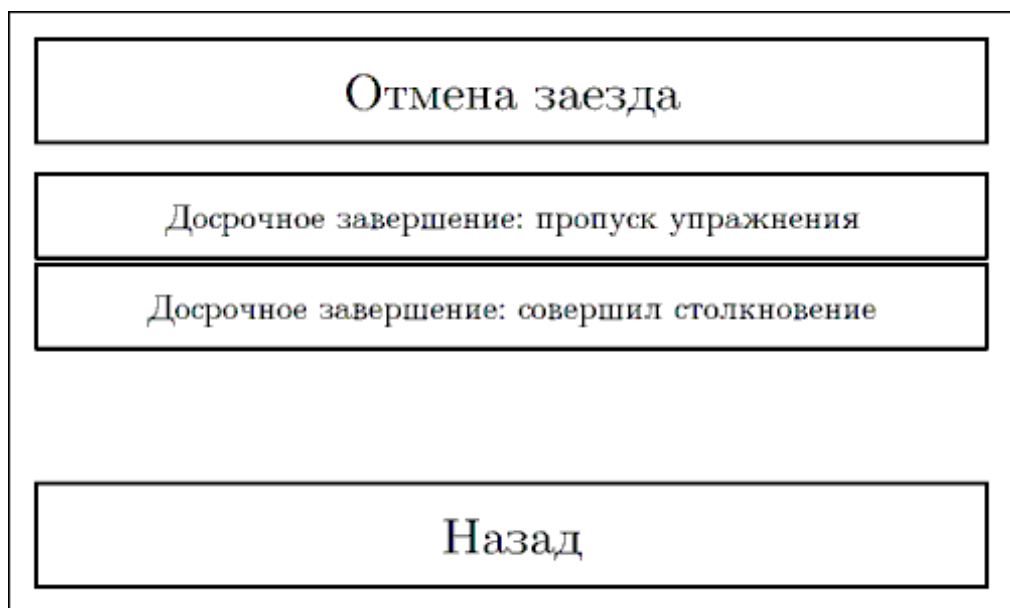 Отмена заезда
Досрочное завершение: пропуск упражнения
Досрочное завершение: совершил столкновение
Назад